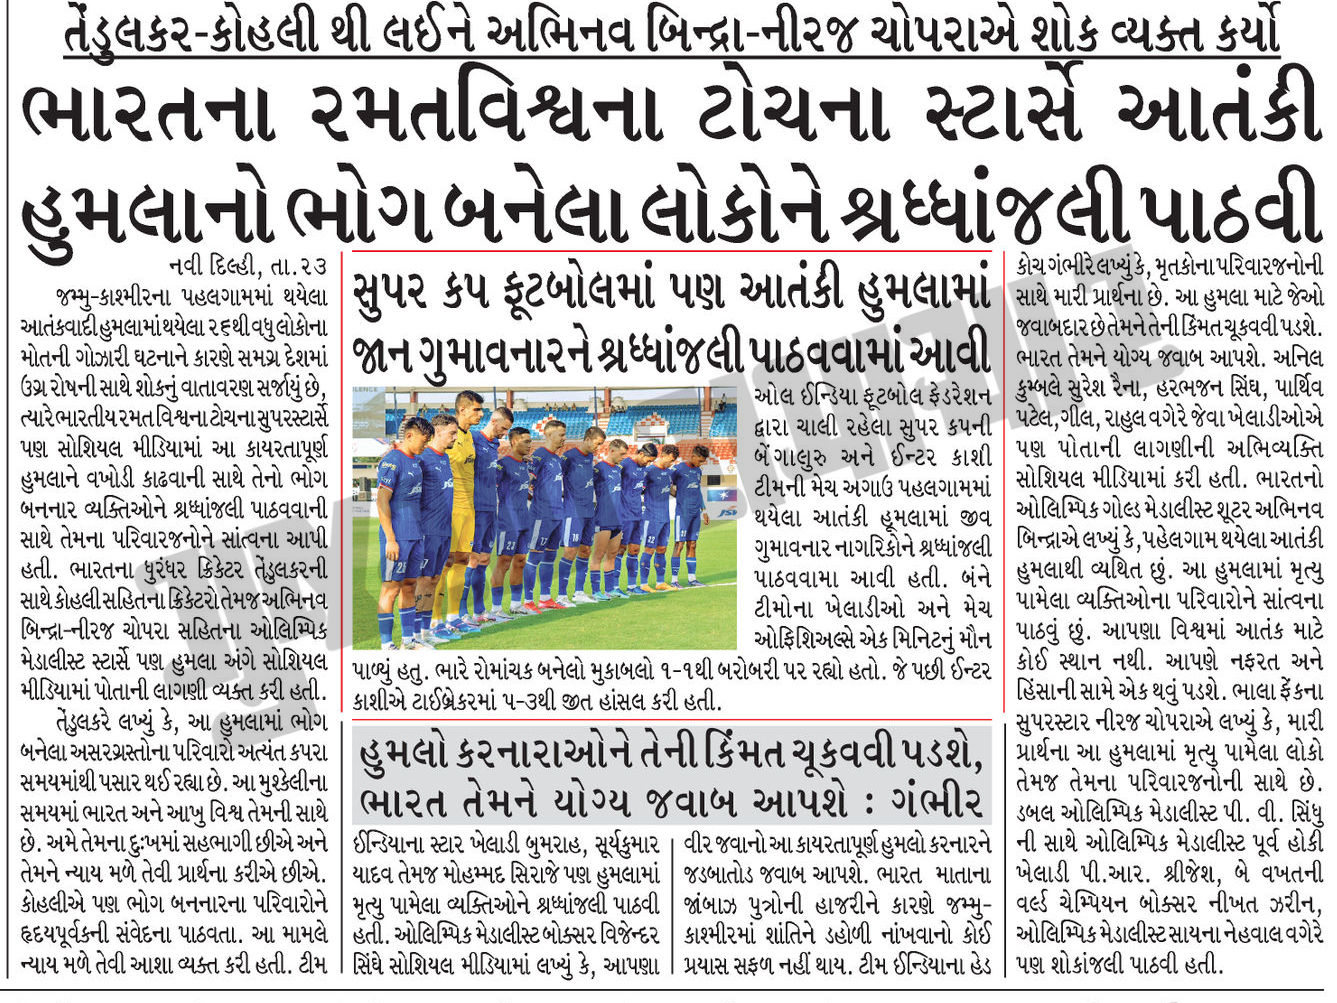 તેંડુલકર-કોહલી થી લઈને અભિનવ બિન્દ્રા-નીરજ ચોપરાએ શોક વ્યક્ત કર્યો
ભારતના રમતવિશ્વના ટોચના સ્ટાર્સે આતંકી
હુમલાનો ભોગ બનેલા લોકોને શ્રધ્ધાંજલી પાઠવી
નવી દિલ્હી, તા.૨૩
જમ્મુ-કાશ્મીરના પહલગામમાં થયેલા
આતંકવાદી હુમલામાં થયેલા ૨૬થી વધુ લોકોના
મોતની ગોઝારી ઘટનાને કારણે સમગ્ર દેશમાં
ઉગ્ર રોષની સાથે શોકનું વાતાવરણ સર્જાયું છે,
ત્યારે ભારતીય રમત વિશ્વના ટોચના સુપરસ્ટાર્સે
પણ સોશિયલ મીડિયામાં આ કાયરતાપૂર્ણ
હુમલાને વખોડી કાઢવાની સાથે તેનો ભોગ
બનનાર વ્યક્તિઓને શ્રધ્ધાંજલી પાઠવવાની
સાથે તેમના પરિવારજનોને સાંત્વના આપી
હતી. ભારતના ધુરંધર ક્રિકેટર તેંડુલકરની
સાથે કોહલી સહિતના ક્રિકેટરો તેમજ અભિનવ
બિન્દ્રા-નીરજ ચોપરા સહિતના ઓલિમ્પિક
મેડાલીસ્ટ સ્ટાર્સે પણ હુમલા અંગે સોશિયલ
મીડિયામાં પોતાની લાગણી વ્યક્ત કરી હતી.
તેંડુલકરે લખ્યું કે, આ હુમલામાં ભોગ
બનેલા અસરગ્રસ્તોના પરિવારો અત્યંત કપરા
સમયમાંથી પસાર થઈ રહ્યા છે. આ મુશ્કેલીના
સમયમાં ભારત અને આખુ વિશ્વ તેમની સાથે
છે. અમે તેમના દુઃખમાં સહભાગી છીએ અને
તેમને ન્યાય મળે તેવી પ્રાર્થના કરીએ છીએ.
કોહલીએ પણ ભોગ બનનારના પરિવારોને
હૃદયપૂર્વકની સંવેદના પાઠવતા. આ મામલે
ન્યાય મળે તેવી આશા વ્યક્ત કરી હતી. ટીમ
સુપર કપ ફૂટબોલમાં પણ આતંકી હુમલામાં
જાન ગુમાવનારને શ્રધ્ધાંજલી પાઠવવામાં આવી
ઓલ ઈન્ડિયા ફૂટબોલ ફેડરેશન
દ્વારા ચાલી રહેલા સુપર કપની
બેંગાલુરુ અને ઈન્ટર કાશી
ટીમની મેચ અગાઉ પહલગામમાં
થયેલા આતંકી હૂમલામાં જીવ
ગુમાવનાર નાગરિકોને શ્રધ્ધાંજલી
પાઠવવામા આવી હતી. બંને
ટીમોના ખેલાડીઓ અને મેચ
ઓફિશિઅલ્સે એક મિનિટનું મૌન
પાળ્યું હતુ. ભારે રોમાંચક બનેલો મુકાબલો ૧-૧થી બરોબરી પર રહ્યો હતો. જે પછી ઈન્ટર
કાશીએ ટાઈબ્રેકરમાં ૫-૩થી જીત હાંસલ કરી હતી.
હુમલો કરનારાઓને તેની કિંમત ચૂકવવી પડશે,
ભારત તેમને યોગ્ય જવાબ આપશે : ગંભીર
ઈન્ડિયાના સ્ટાર ખેલાડી બુમરાહ, સૂર્યકુમાર
યાદવ તેમજ મોહમ્મદ સિરાજે પણ હુમલામાં
મૃત્યુ પામેલા વ્યક્તિઓને શ્રધ્ધાંજલી પાઠવી
હતી. ઓલિમ્પિક મેડાલીસ્ટ બોક્સર વિજેન્દર
સિંઘે સોશિયલ મીડિયામાં લખ્યું કે, આપણા
વીર જવાનો આ કાયરતાપૂર્ણ હુમલો કરનારને
જડબાતોડ જવાબ આપશે. ભારત માતાના
જાંબાઝ પુત્રોની હાજરીને કારણે જમ્મુ-
કાશ્મીરમાં શાંતિને ડહોળી નાંખવાનો કોઈ
પ્રયાસ સફળ નહીં થાય. ટીમ ઈન્ડિયાના હેડ
કોચ ગંભીરે લખ્યું કે, મૃતકોના પરિવારજનોની
સાથે મારી પ્રાર્થના છે. આ હુમલા માટે જેઓ
જવાબદાર છે તેમને તેની કિંમત ચૂકવવી પડશે.
ભારત તેમને યોગ્ય જવાબ આપશે. અનિલ
કુમ્બલે સુરેશ રૈના, હરભજન સિંઘ, પાર્થિવ
પટેલ, ગીલ, રાહુલ વગેરે જેવા ખેલાડીઓએ
પણ પોતાની લાગણીની અભિવ્યક્તિ
સોશિયલ મીડિયામાં કરી હતી. ભારતનો
ઓલિમ્પિક ગોલ્ડ મેડાલીસ્ટ શૂટર અભિનવ
બિન્દ્રાએ લખ્યું કે, પહેલગામ થયેલા આતંકી
હુમલાથી વ્યથિત છું. આ હુમલામાં મૃત્યુ
પામેલા વ્યક્તિઓના પરિવારોને સાંત્વના
પાઠવું છું. આપણા વિશ્વમાં આતંક માટે
કોઈ સ્થાન નથી. આપણે નફરત અને
હિંસાની સામે એક થવું પડશે. ભાલા ફેંકના
સુપરસ્ટાર નીરજ ચોપરાએ લખ્યું કે, મારી
પ્રાર્થના આ હુમલામાં મૃત્યુ પામેલા લોકો
તેમજ તેમના પરિવારજનોની સાથે છે.
ડબલ ઓલિમ્પિક મેડાલીસ્ટ પી. વી. સિંધુ
ની સાથે ઓલિમ્પિક મેડાલીસ્ટ પૂર્વ હોકી
ખેલાડી પી.આર. શ્રીજેશ, બે વખતની
વર્લ્ડ ચેમ્પિયન બોક્સર નીખત ઝરીન,
ઓલિમ્પિક મેડાલીસ્ટ સાયના નેહવાલ વગેરે
પણ શોકાંજલી પાઠવી હતી.